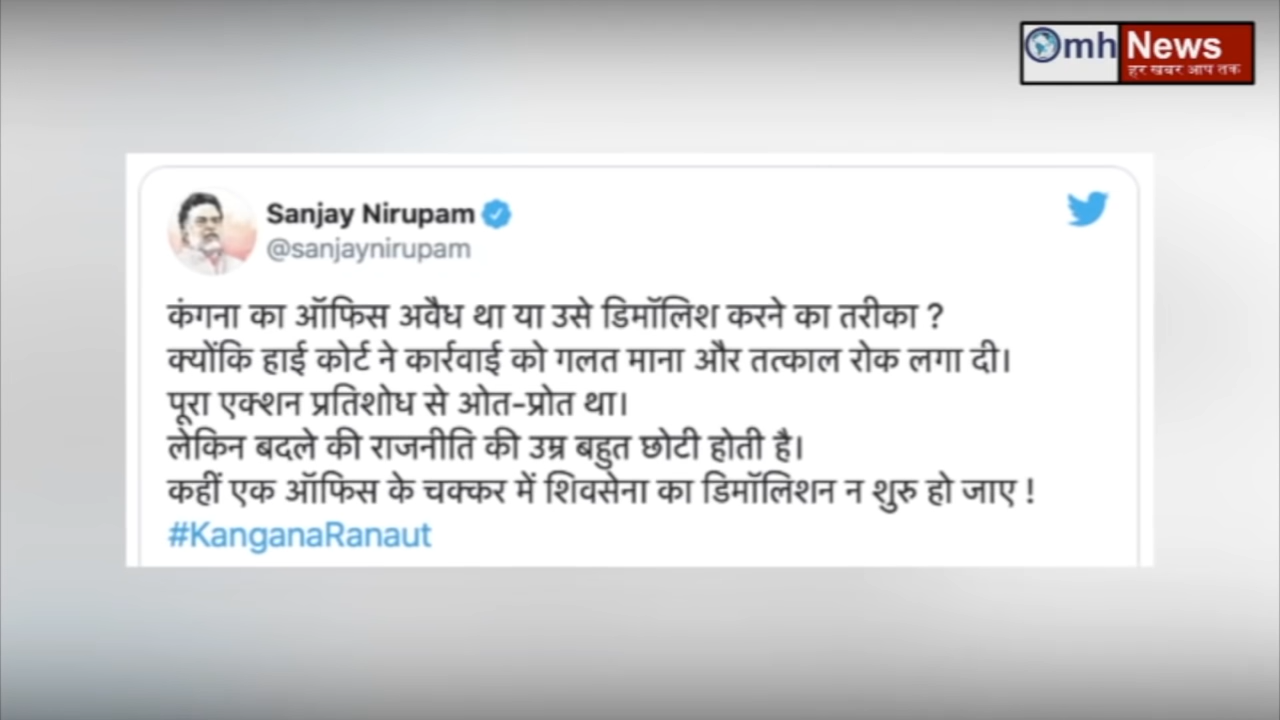 Omh News
हर खबर आप तक
Sanjay Nirupam
@sanjaynirupam
कंगना का ऑफिस अवैध था या उसे डिमॉलिश करने का तरीका ?
क्योंकि हाई कोर्ट ने कार्रवाई को गलत माना और तत्काल रोक लगा दी।
पूरा एक्शन प्रतिशोध से ओत-प्रोत था।
लेकिन बदले की राजनीति की उम्र बहुत छोटी होती है।
कहीं एक ऑफिस के चक्कर में शिवसेना का डिमॉलिशन न शुरु हो जाए !
#KanganaRanaut